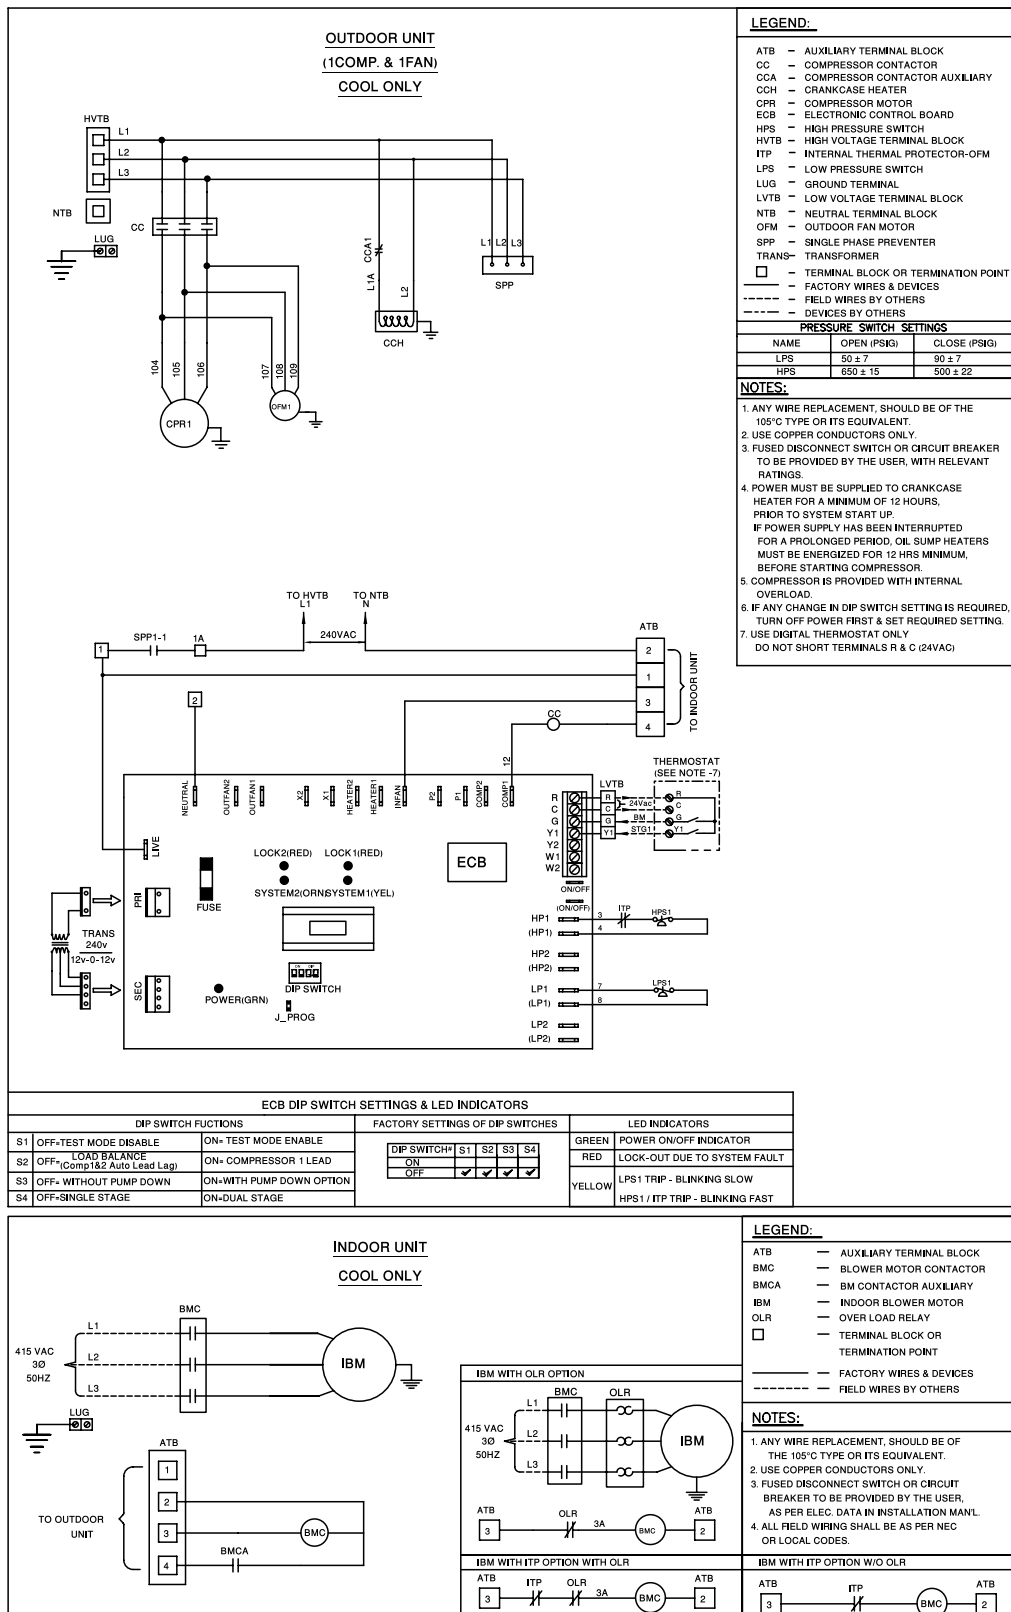 OUTDOOR UNIT
(1COMP. & 1FAN)
COOL ONLY
HVTB
L1
L2
L3
NTB
LUG
CC
CCA1
L1A
L2
CCH
L1 L2 L3
SPP
104
105
106
107
108
109
CPR1
OFM1
LEGEND:
ATB – AUXILIARY TERMINAL BLOCK
CC – COMPRESSOR CONTACTOR
CCA – COMPRESSOR CONTACTOR AUXILIARY
CCH – CRANKCASE HEATER
CPR – COMPRESSOR MOTOR
ECB – ELECTRONIC CONTROL BOARD
HPS – HIGH PRESSURE SWITCH
HVTB – HIGH VOLTAGE TERMINAL BLOCK
ITP – INTERNAL THERMAL PROTECTOR-OFM
LPS – LOW PRESSURE SWITCH
LUG – GROUND TERMINAL
LVTB – LOW VOLTAGE TERMINAL BLOCK
NTB – NEUTRAL TERMINAL BLOCK
OFM – OUTDOOR FAN MOTOR
SPP – SINGLE PHASE PREVENTER
TRANS– TRANSFORMER
– TERMINAL BLOCK OR TERMINATION POINT
– FACTORY WIRES & DEVICES
– FIELD WIRES BY OTHERS
– DEVICES BY OTHERS
PRESSURE SWITCH SETTINGS
NAME OPEN (PSIG) CLOSE (PSIG)
LPS 50 ± 7 90 ± 7
HPS 650 ± 15 500 ± 22
NOTES:
1. ANY WIRE REPLACEMENT, SHOULD BE OF THE
105°C TYPE OR ITS EQUIVALENT.
2. USE COPPER CONDUCTORS ONLY.
3. FUSED DISCONNECT SWITCH OR CIRCUIT BREAKER
TO BE PROVIDED BY THE USER, WITH RELEVANT
RATINGS.
4. POWER MUST BE SUPPLIED TO CRANKCASE
HEATER FOR A MINIMUM OF 12 HOURS,
PRIOR TO SYSTEM START UP.
IF POWER SUPPLY HAS BEEN INTERRUPTED
FOR A PROLONGED PERIOD, OIL SUMP HEATERS
MUST BE ENERGIZED FOR 12 HRS MINIMUM,
BEFORE STARTING COMPRESSOR.
5. COMPRESSOR IS PROVIDED WITH INTERNAL
OVERLOAD.
6. IF ANY CHANGE IN DIP SWITCH SETTING IS REQUIRED,
TURN OFF POWER FIRST & SET REQUIRED SETTING.
7. USE DIGITAL THERMOSTAT ONLY
DO NOT SHORT TERMINALS R & C (24VAC)
TO HVTB
L1
TO NTB
N
240VAC
1
SPP1-1
1A
2
ATB
2
1
3
4
TO INDOOR UNIT
CC
12
NEUTRAL
OUTFAN2
OUTFAN1
X2
X1
HEATER2
HEATER1
INFAN
P2
P1
COMP2
COMP1
LIVE
PRI
SEC
TRANS
240v
12v-0-12v
FUSE
LOCK2(RED) LOCK1(RED)
SYSTEM2(ORN)SYSTEM1(YEL)
ECB
ON DIP
DIP SWITCH
POWER(GRN)
J_PROG
R
C
G
Y1
Y2
W1
W2
ON/OFF
(ON/OFF)
LVTB
R
C
G
Y1
24Vac
BM
STG1
THERMOSTAT
(SEE NOTE -7)
R
C
G
Y1
HP1 3 ITP HPS1
(HP1) 4
HP2
(HP2)
LP1 7 LPS1
(LP1) 8
LP2
(LP2)
ECB DIP SWITCH SETTINGS & LED INDICATORS
DIP SWITCH FUCTIONS
S1 OFF=TEST MODE DISABLE ON= TEST MODE ENABLE
S2 OFF= LOAD BALANCE (Comp1&2 Auto Lead Lag) ON= COMPRESSOR 1 LEAD
S3 OFF= WITHOUT PUMP DOWN ON=WITH PUMP DOWN OPTION
S4 OFF=SINGLE STAGE ON=DUAL STAGE
FACTORY SETTINGS OF DIP SWITCHES
DIP SWITCH# S1 S2 S3 S4
ON
OFF ✔ ✔ ✔ ✔
LED INDICATORS
GREEN POWER ON/OFF INDICATOR
RED LOCK-OUT DUE TO SYSTEM FAULT
YELLOW LPS1 TRIP - BLINKING SLOW
HPS1 / ITP TRIP - BLINKING FAST
INDOOR UNIT
COOL ONLY
BMC
L1
L2
L3
415 VAC
3Ø
50HZ
IBM
LUG
ATB
1
2
3
4
TO OUTDOOR
UNIT
BMC
BMCA
IBM WITH OLR OPTION
BMC OLR
L1
L2
L3
415 VAC
3Ø
50HZ
IBM
ATB
3
OLR
3A
BMC
ATB
2
IBM WITH ITP OPTION WITH OLR
ATB
3
ITP
OLR
3A
BMC
ATB
2
LEGEND:
ATB — AUXILIARY TERMINAL BLOCK
BMC — BLOWER MOTOR CONTACTOR
BMCA — BM CONTACTOR AUXILIARY
IBM — INDOOR BLOWER MOTOR
OLR — OVER LOAD RELAY
— TERMINAL BLOCK OR
TERMINATION POINT
— FACTORY WIRES & DEVICES
— FIELD WIRES BY OTHERS
NOTES:
1. ANY WIRE REPLACEMENT, SHOULD BE OF
THE 105°C TYPE OR ITS EQUIVALENT.
2. USE COPPER CONDUCTORS ONLY.
3. FUSED DISCONNECT SWITCH OR CIRCUIT
BREAKER TO BE PROVIDED BY THE USER,
AS PER ELEC. DATA IN INSTALLATION MAN'L.
4. ALL FIELD WIRING SHALL BE AS PER NEC
OR LOCAL CODES.
IBM WITH ITP OPTION W/O OLR
ATB
3
ITP
BMC
ATB
2